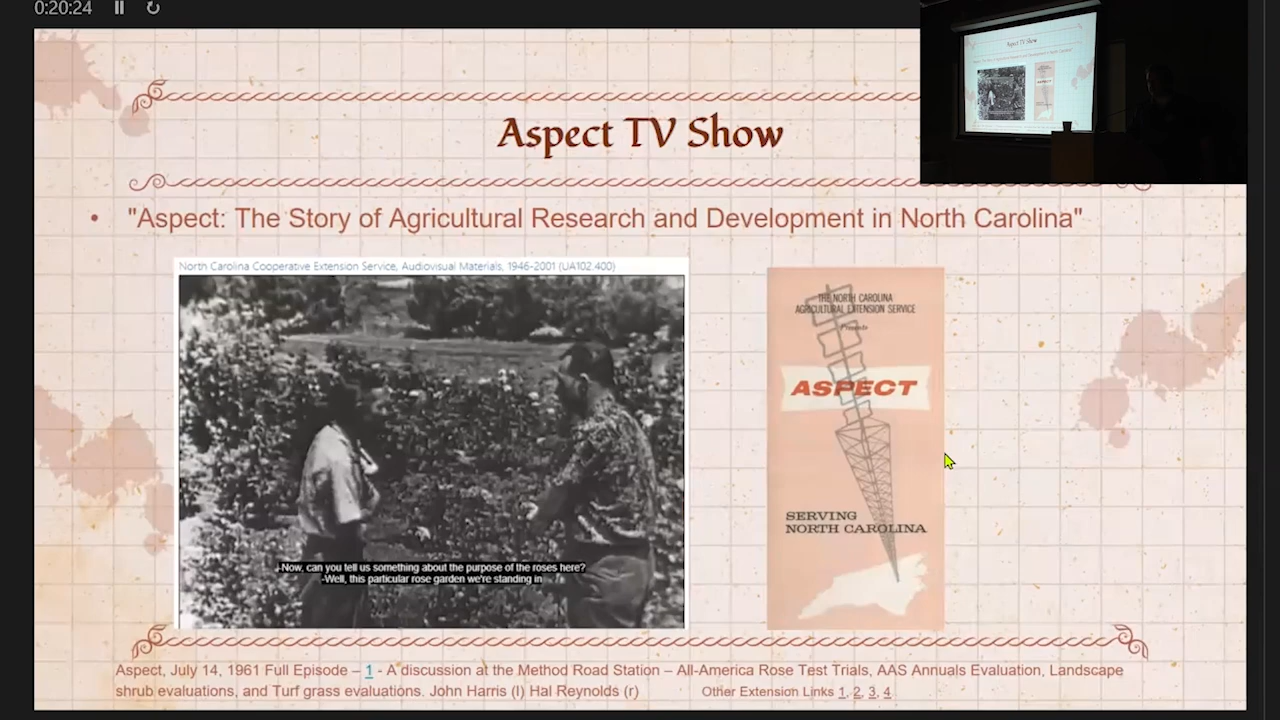 0:20:24
Aspect TV Show
• "Aspect: The Story of Agricultural Research and Development in North Carolina"
North Carolina Cooperative Extension Service, Audiovisual Materials, 1946-2001 (UA102.400)
-Now, can you tell us something about the purpose of the roses here?
-Well, this particular rose garden we're standing in
THE NORTH CAROLINA
AGRICULTURAL EXTENSION SERVICE
Presents
ASPECT
SERVING
NORTH CAROLINA
Aspect, July 14, 1961 Full Episode – 1 - A discussion at the Method Road Station – All-America Rose Test Trials, AAS Annuals Evaluation, Landscape
shrub evaluations, and Turf grass evaluations. John Harris (l) Hal Reynolds (r)
Other Extension Links 1, 2, 3, 4
Aspect TV Show
ASPECT